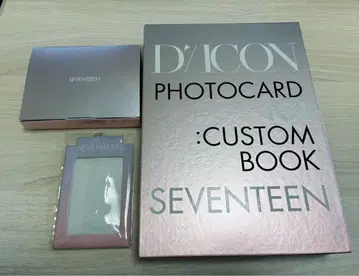 SEVENTEEN
D'/ICON
PHOTOCARD
:CUSTOM
BOOK
SEVENTEEN
SEVENTEEN